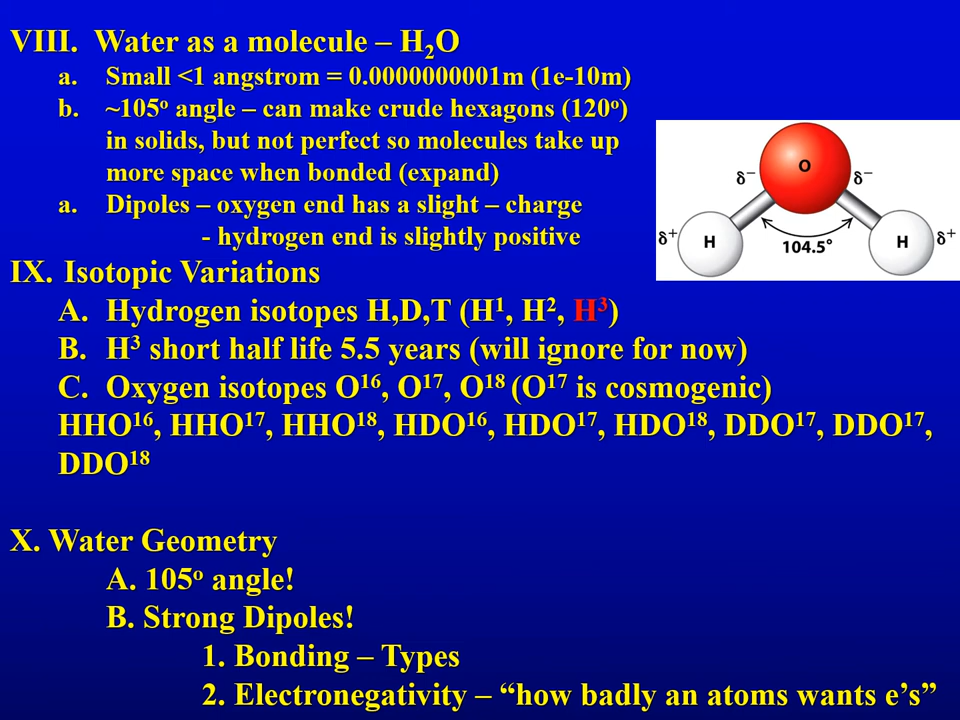 VIII. Water as a molecule – H₂O
a. Small <1 angstrom = 0.0000000001m (1e-10m)
b. ~105º angle – can make crude hexagons (120º)
in solids, but not perfect so molecules take up
more space when bonded (expand)
a. Dipoles – oxygen end has a slight – charge
- hydrogen end is slightly positive
O
δ⁻ δ⁻
δ⁺ H H δ⁺
104.5°
IX. Isotopic Variations
A. Hydrogen isotopes H,D,T (H¹, H², H³)
B. H³ short half life 5.5 years (will ignore for now)
C. Oxygen isotopes O¹⁶, O¹⁷, O¹⁸ (O¹⁷ is cosmogenic)
HHO¹⁶, HHO¹⁷, HHO¹⁸, HDO¹⁶, HDO¹⁷, HDO¹⁸, DDO¹⁷, DDO¹⁷,
DDO¹⁸
X. Water Geometry
A. 105º angle!
B. Strong Dipoles!
1. Bonding – Types
2. Electronegativity – “how badly an atoms wants e’s”